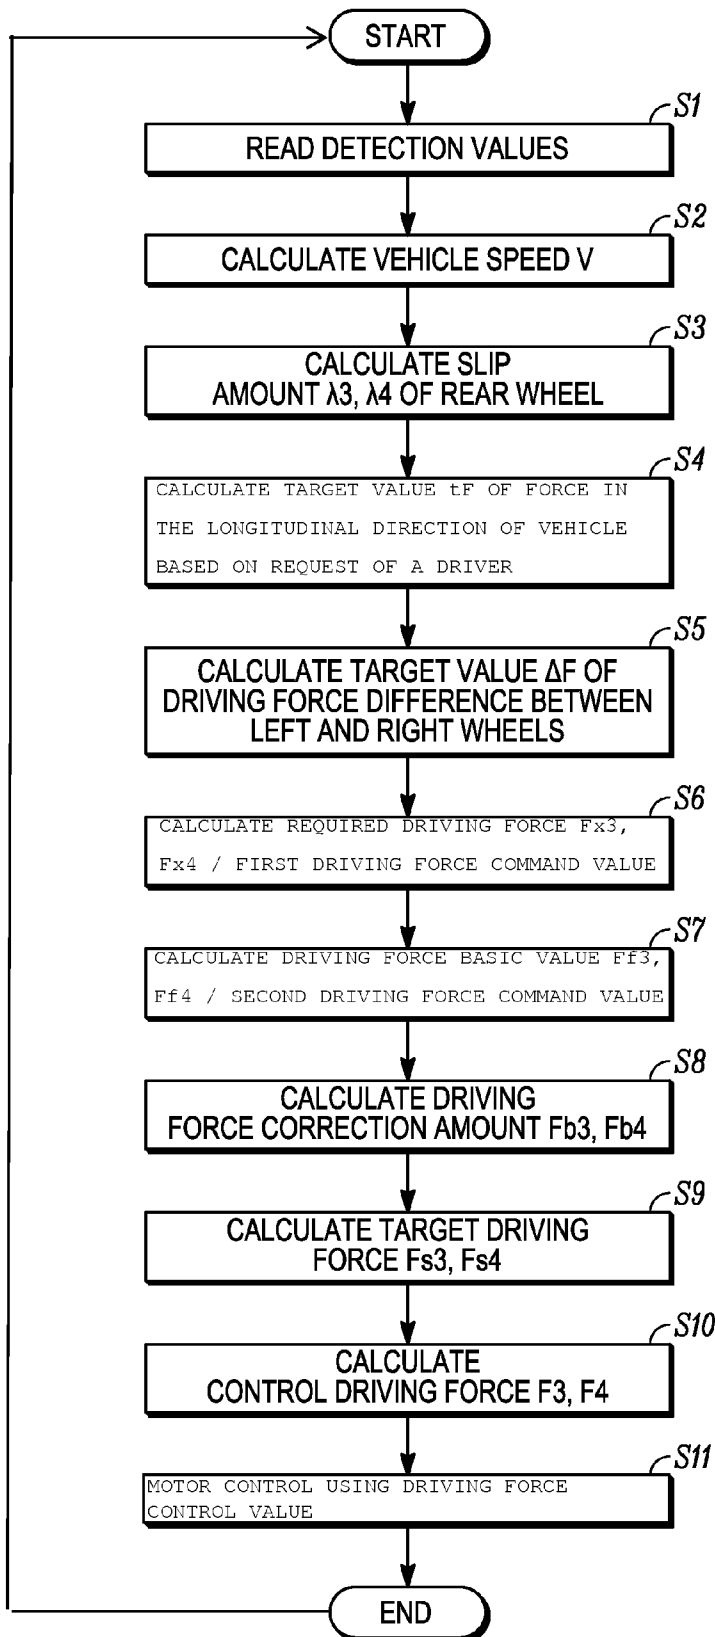 START
S1
READ DETECTION VALUES
S2
CALCULATE VEHICLE SPEED V
S3
CALCULATE SLIP
AMOUNT λ3, λ4 OF REAR WHEEL
S4
CALCULATE TARGET VALUE tF OF FORCE IN
THE LONGITUDINAL DIRECTION OF VEHICLE
BASED ON REQUEST OF A DRIVER
S5
CALCULATE TARGET VALUE ΔF OF
DRIVING FORCE DIFFERENCE BETWEEN
LEFT AND RIGHT WHEELS
S6
CALCULATE REQUIRED DRIVING FORCE Fx3,
Fx4 / FIRST DRIVING FORCE COMMAND VALUE
S7
CALCULATE DRIVING FORCE BASIC VALUE Ff3,
Ff4 / SECOND DRIVING FORCE COMMAND VALUE
S8
CALCULATE DRIVING
FORCE CORRECTION AMOUNT Fb3, Fb4
S9
CALCULATE TARGET DRIVING
FORCE Fs3, Fs4
S10
CALCULATE
CONTROL DRIVING FORCE F3, F4
S11
MOTOR CONTROL USING DRIVING FORCE
CONTROL VALUE
END